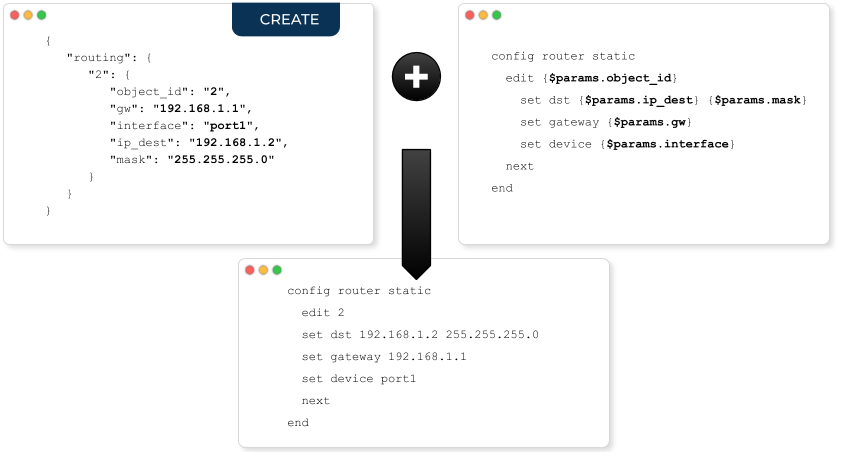 CREATE
{
"routing": {
"2": {
"object_id": "2",
"gw": "192.168.1.1",
"interface": "port1",
"ip_dest": "192.168.1.2",
"mask": "255.255.255.0"
}
}
}
config router static
edit {$params.object_id}
set dst {$params.ip_dest} {$params.mask}
set gateway {$params.gw}
set device {$params.interface}
next
end
config router static
edit 2
set dst 192.168.1.2 255.255.255.0
set gateway 192.168.1.1
set device port1
next
end